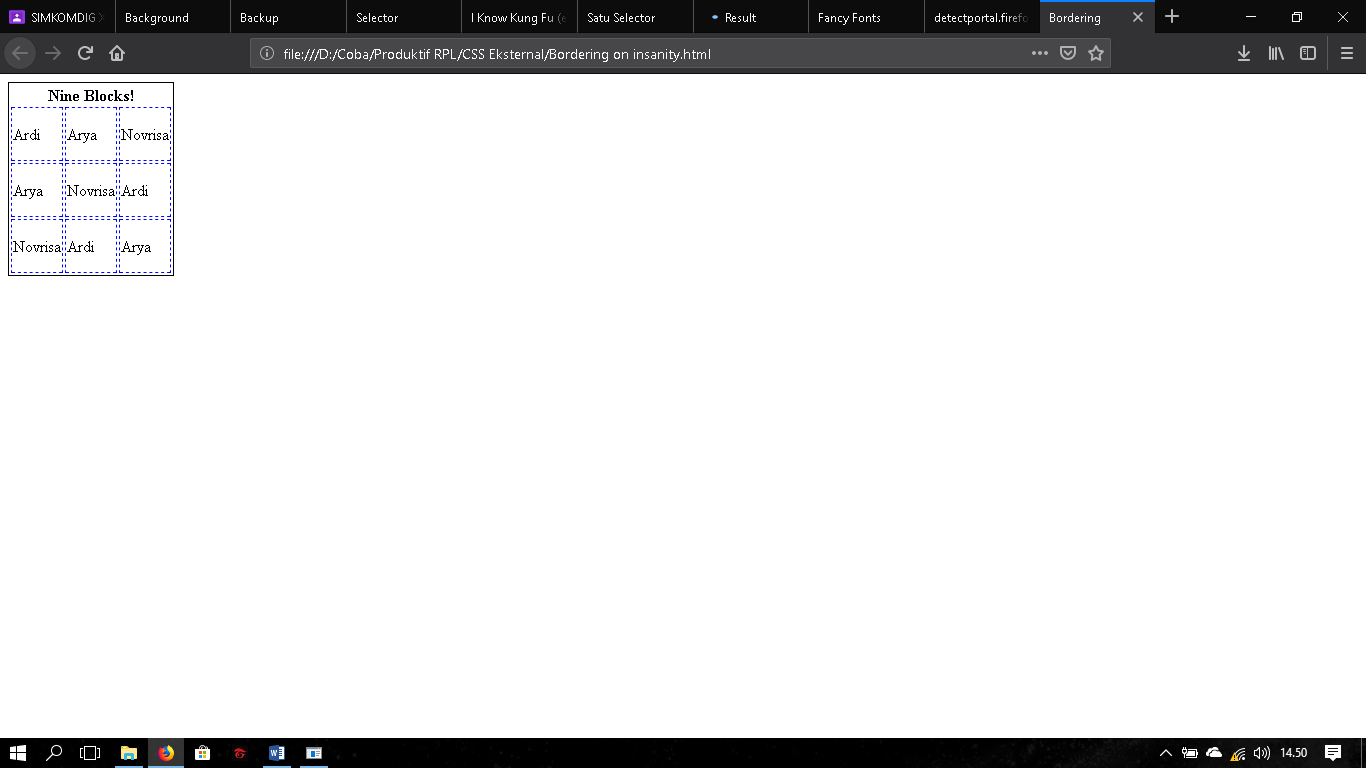 SIMKOMDIG X
Background
Backup
Selector
I Know Kung Fu (e
Satu Selector
Result
Fancy Fonts
detectportal.firefo
Bordering
file:///D:/Coba/Produktif RPL/CSS Eksternal/Bordering on insanity.html
Nine Blocks!
Ardi Arya Novrisa
Arya Novrisa Ardi
Novrisa Ardi Arya
14.50